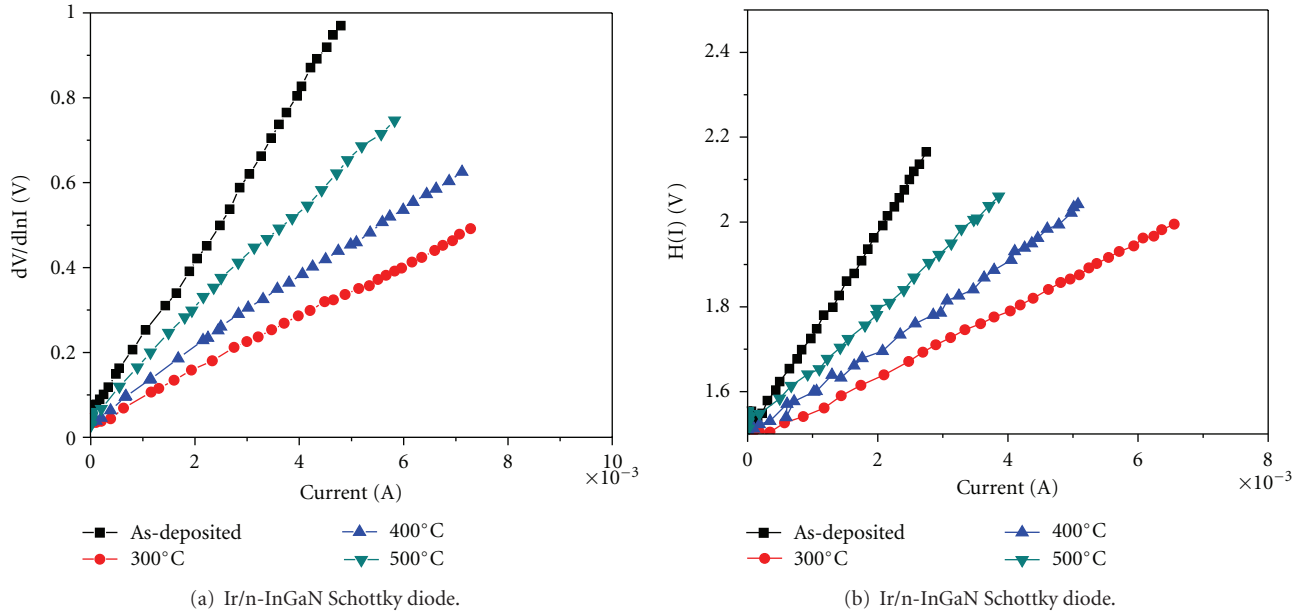 1
0.8
0.6
0.4
0.2
0
dV/dlnI (V)
0 2 4 6 8 10
×10−3
Current (A)
As-deposited
300°C
400°C
500°C
(a) Ir/n-InGaN Schottky diode.
2.4
2.2
2
1.8
1.6
H(I) (V)
0 2 4 6 8
×10−3
Current (A)
As-deposited
300°C
400°C
500°C
(b) Ir/n-InGaN Schottky diode.